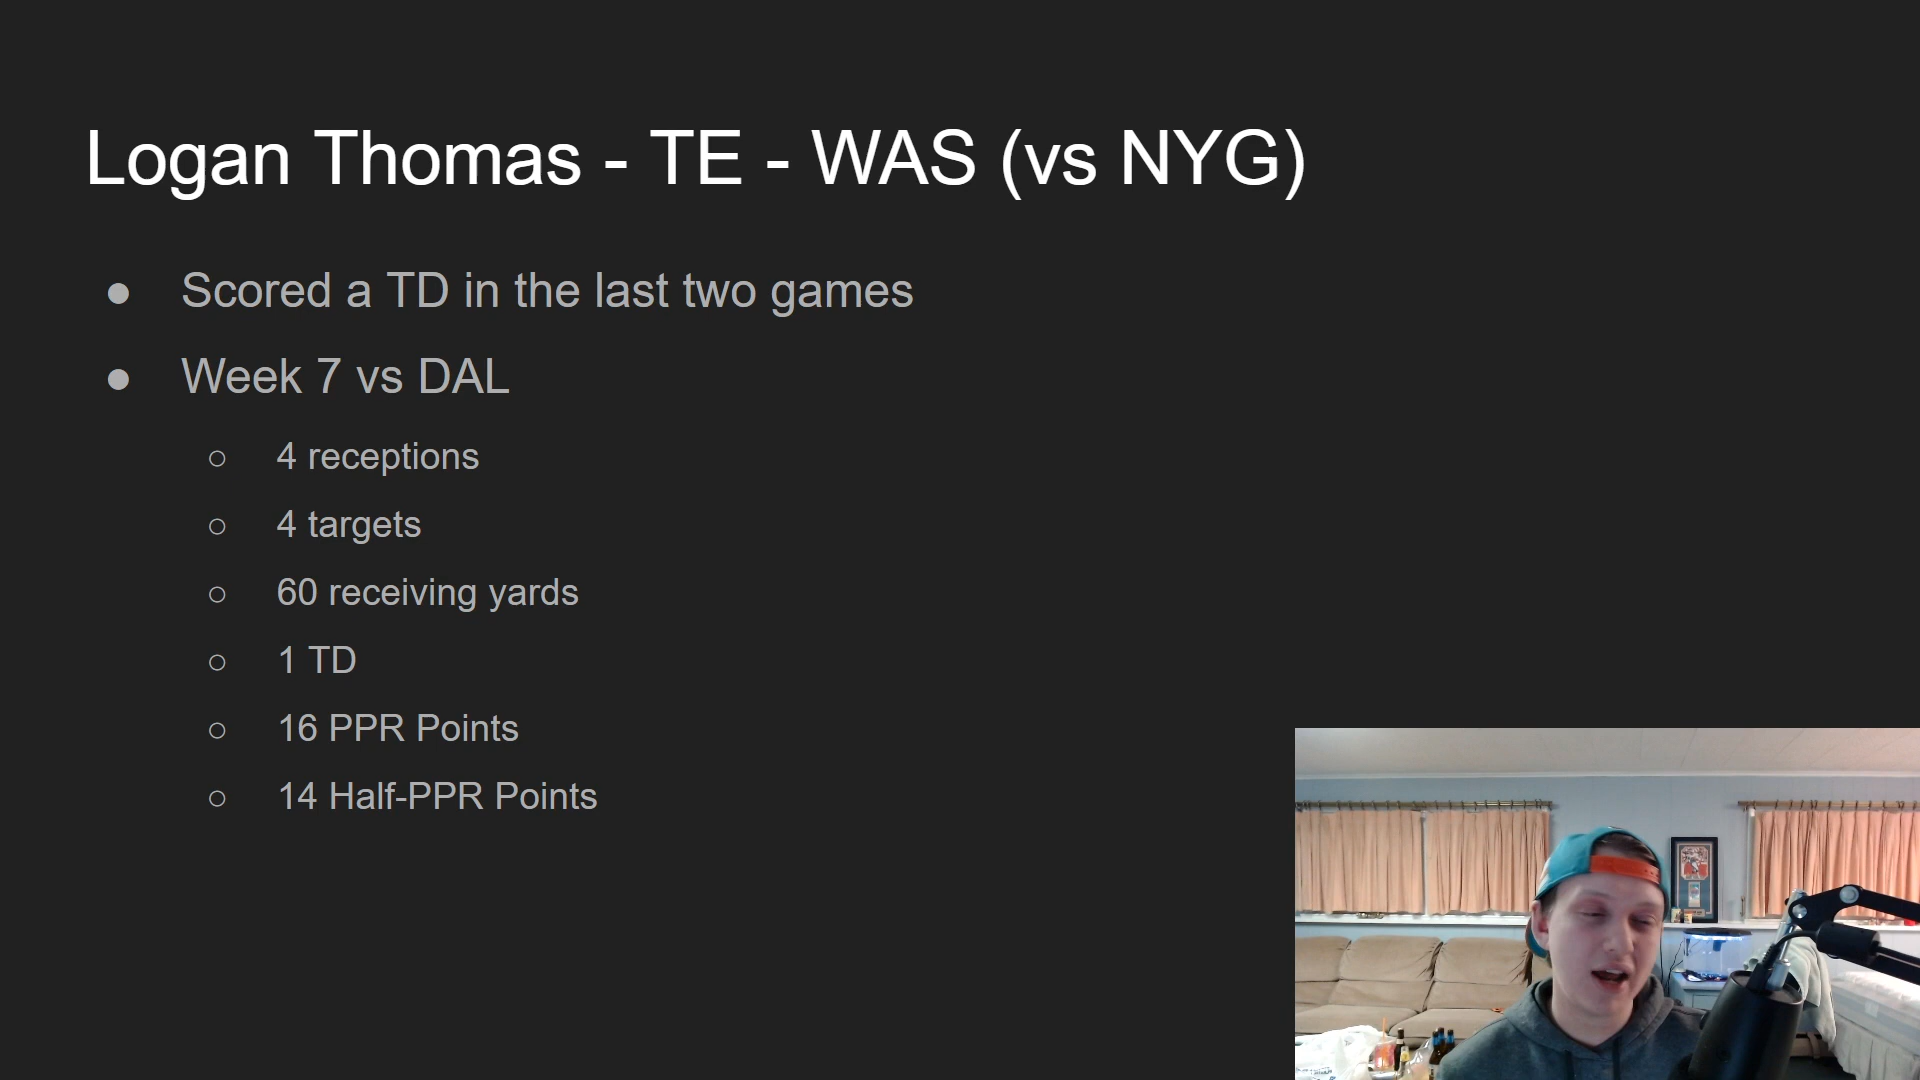 Logan Thomas - TE - WAS (vs NYG)
● Scored a TD in the last two games
● Week 7 vs DAL
○ 4 receptions
○ 4 targets
○ 60 receiving yards
○ 1 TD
○ 16 PPR Points
○ 14 Half-PPR Points